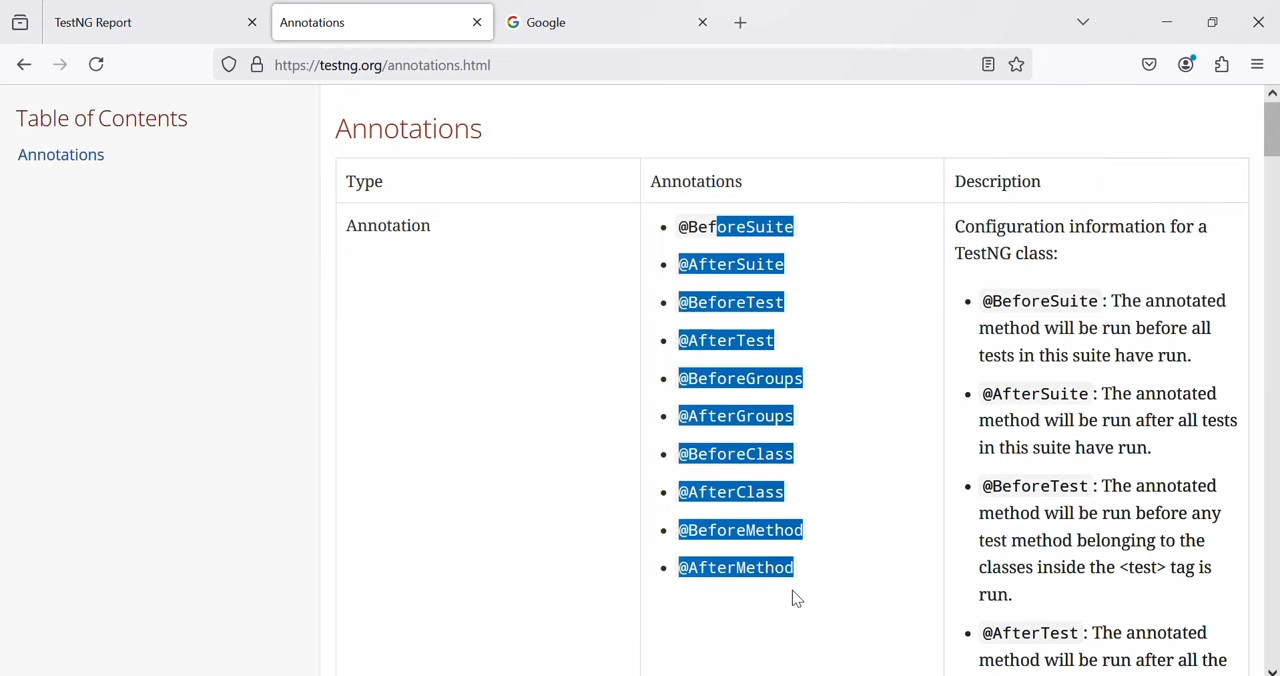 TestNG Report
Annotations
Google
https://testng.org/annotations.html
Table of Contents
Annotations
Annotations
Type
Annotations
Description
Annotation
@BeforeSuite
@AfterSuite
@BeforeTest
@AfterTest
@BeforeGroups
@AfterGroups
@BeforeClass
@AfterClass
@BeforeMethod
@AfterMethod
Configuration information for a
TestNG class:
@BeforeSuite: The annotated
method will be run before all
tests in this suite have run.
@AfterSuite: The annotated
method will be run after all tests
in this suite have run.
@BeforeTest: The annotated
method will be run before any
test method belonging to the
classes inside the <test> tag is
run.
@AfterTest: The annotated
method will be run after all the